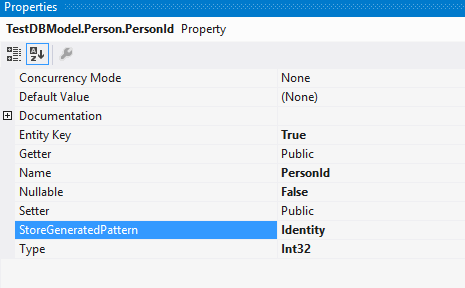 Properties
TestDBModel.Person.PersonId Property
Concurrency Mode None
Default Value (None)
Documentation
Entity Key True
Getter Public
Name PersonId
Nullable False
Setter Public
StoreGeneratedPattern Identity
Type Int32